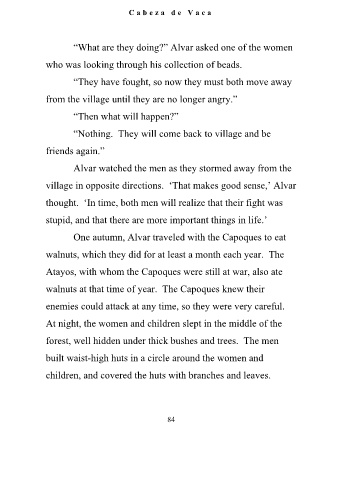 Cabeza de Vaca
“What are they doing?” Alvar asked one of the women
who was looking through his collection of beads.
“They have fought, so now they must both move away
from the village until they are no longer angry.”
“Then what will happen?”
“Nothing.  They will come back to village and be
friends again.”
Alvar watched the men as they stormed away from the
village in opposite directions.  ‘That makes good sense,’ Alvar
thought.  ‘In time, both men will realize that their fight was
stupid, and that there are more important things in life.’
One autumn, Alvar traveled with the Capoques to eat
walnuts, which they did for at least a month each year.  The
Atayos, with whom the Capoques were still at war, also ate
walnuts at that time of year.  The Capoques knew their
enemies could attack at any time, so they were very careful.
At night, the women and children slept in the middle of the
forest, well hidden under thick bushes and trees.  The men
built waist-high huts in a circle around the women and
children, and covered the huts with branches and leaves.
84